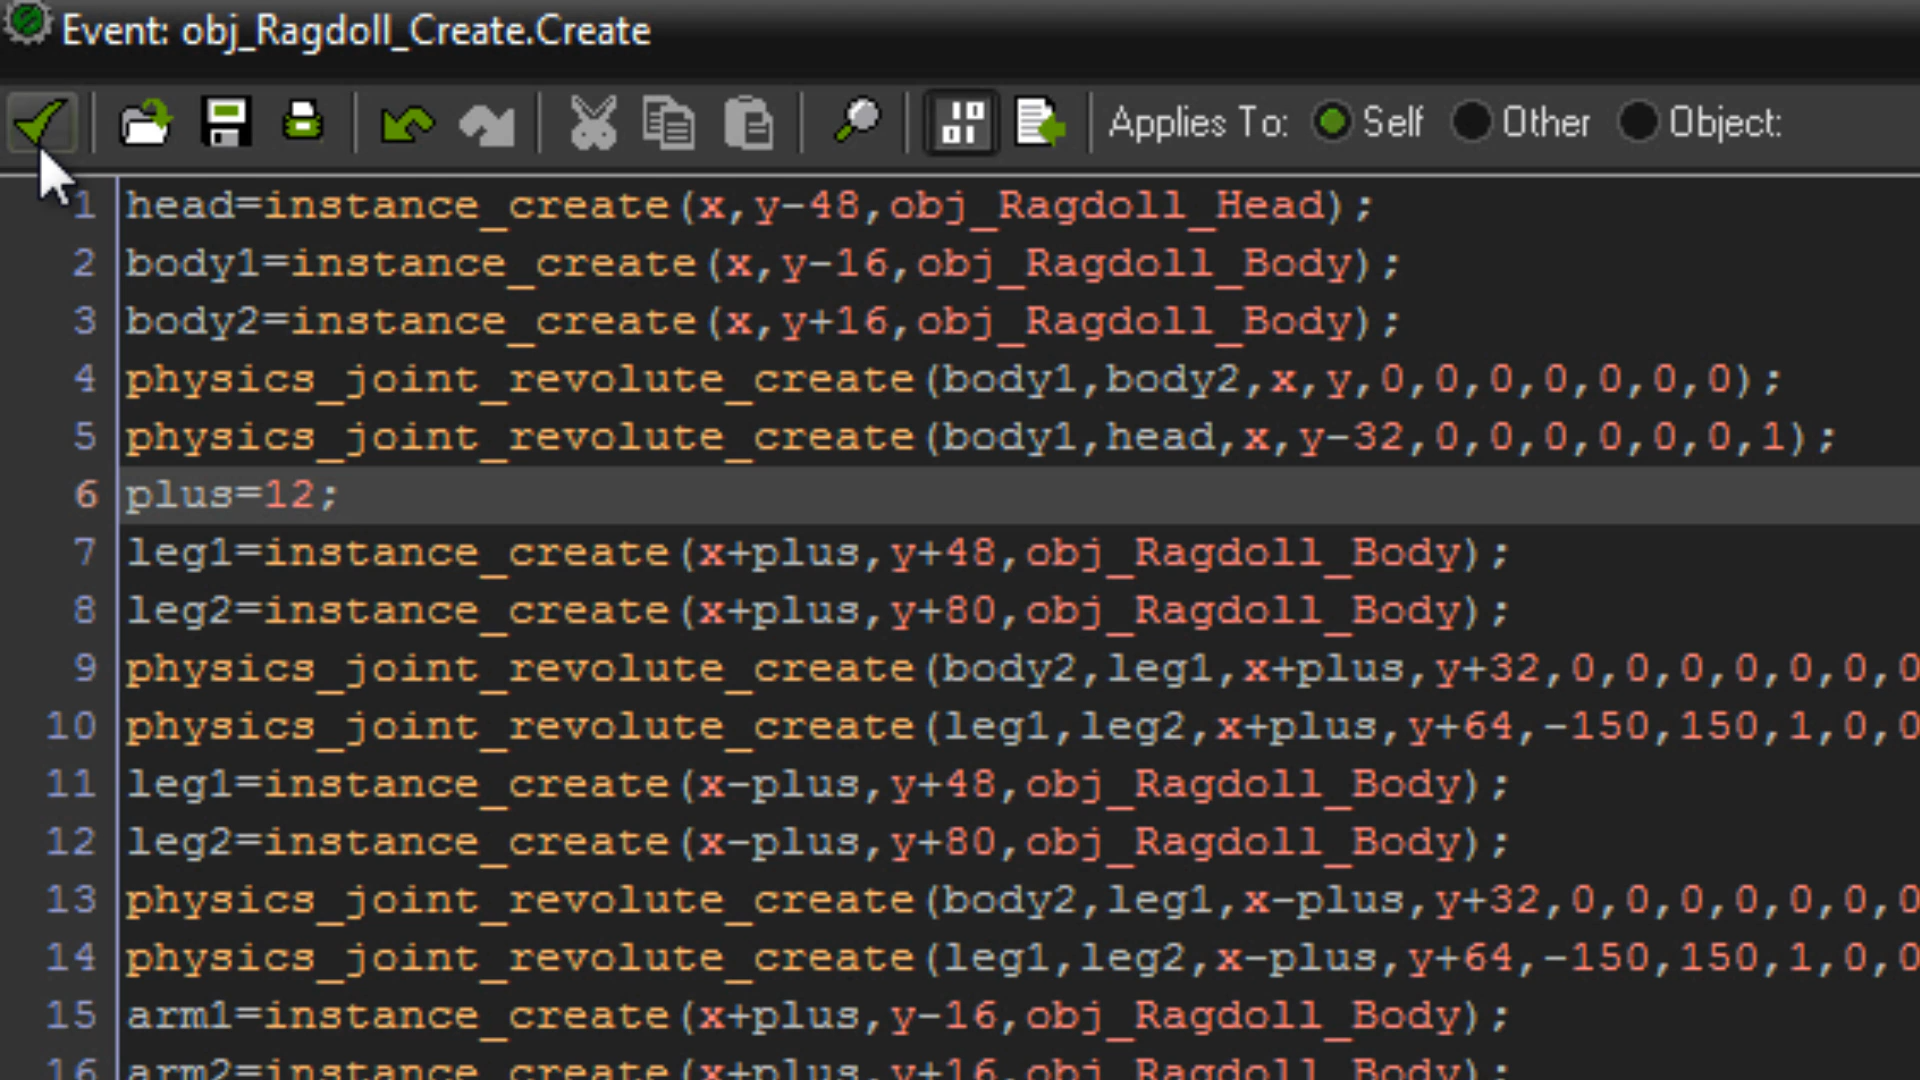 Event: obj_Ragdoll_Create.Create
Applies To: Self Other Object:
1 head=instance_create(x,y-48,obj_Ragdoll_Head);
2 body1=instance_create(x,y-16,obj_Ragdoll_Body);
3 body2=instance_create(x,y+16,obj_Ragdoll_Body);
4 physics_joint_revolute_create(body1,body2,x,y,0,0,0,0,0,0,0);
5 physics_joint_revolute_create(body1,head,x,y-32,0,0,0,0,0,0,1);
6 plus=12;
7 leg1=instance_create(x+plus,y+48,obj_Ragdoll_Body);
8 leg2=instance_create(x+plus,y+80,obj_Ragdoll_Body);
9 physics_joint_revolute_create(body2,leg1,x+plus,y+32,0,0,0,0,0,0,0
10 physics_joint_revolute_create(leg1,leg2,x+plus,y+64,-150,150,1,0,0
11 leg1=instance_create(x-plus,y+48,obj_Ragdoll_Body);
12 leg2=instance_create(x-plus,y+80,obj_Ragdoll_Body);
13 physics_joint_revolute_create(body2,leg1,x-plus,y+32,0,0,0,0,0,0,0
14 physics_joint_revolute_create(leg1,leg2,x-plus,y+64,-150,150,1,0,0
15 arm1=instance_create(x+plus,y-16,obj_Ragdoll_Body);
16 arm2=instance_create(x+plus,y+16,obj_Ragdoll_Body);